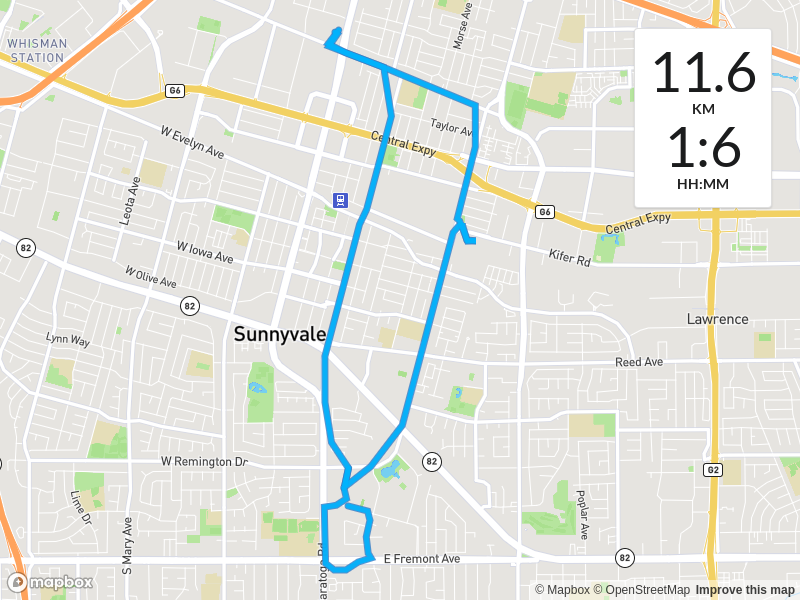 WHISMAN
STATION
Morse Ave
G6
W Evelyn Ave
Taylor Ave
Central Expy
11.6
KM
1:6
HH:MM
Leota Ave
82
W Iowa Ave
W Olive Ave
82
G6
Central Expy
Kifer Rd
Lynn Way
Sunnyvale
Lawrence
Reed Ave
W Remington Dr
82
G2
Lime Dr
S Mary Ave
Poplar Ave
E Fremont Ave
82
aratoga Rd
mapbox
© Mapbox © OpenStreetMap Improve this map